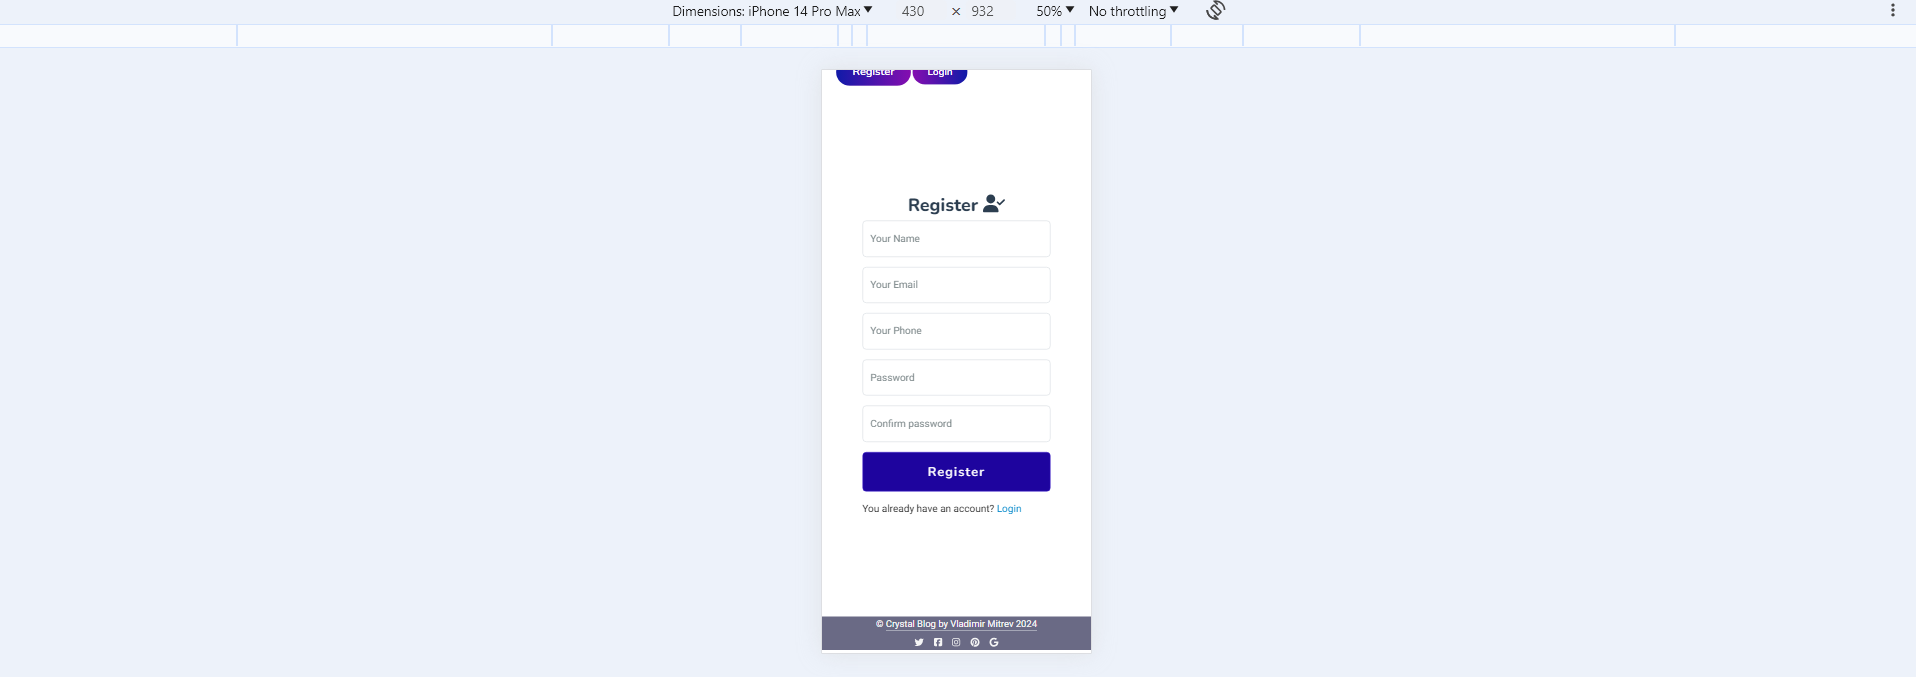 Dimensions: iPhone 14 Pro Max 430 × 932 50% No throttling
Register Login
Register
Your Name
Your Email
Your Phone
Password
Confirm password
Register
You already have an account? Login
© Crystal Blog by Vladimir Mitrev 2024